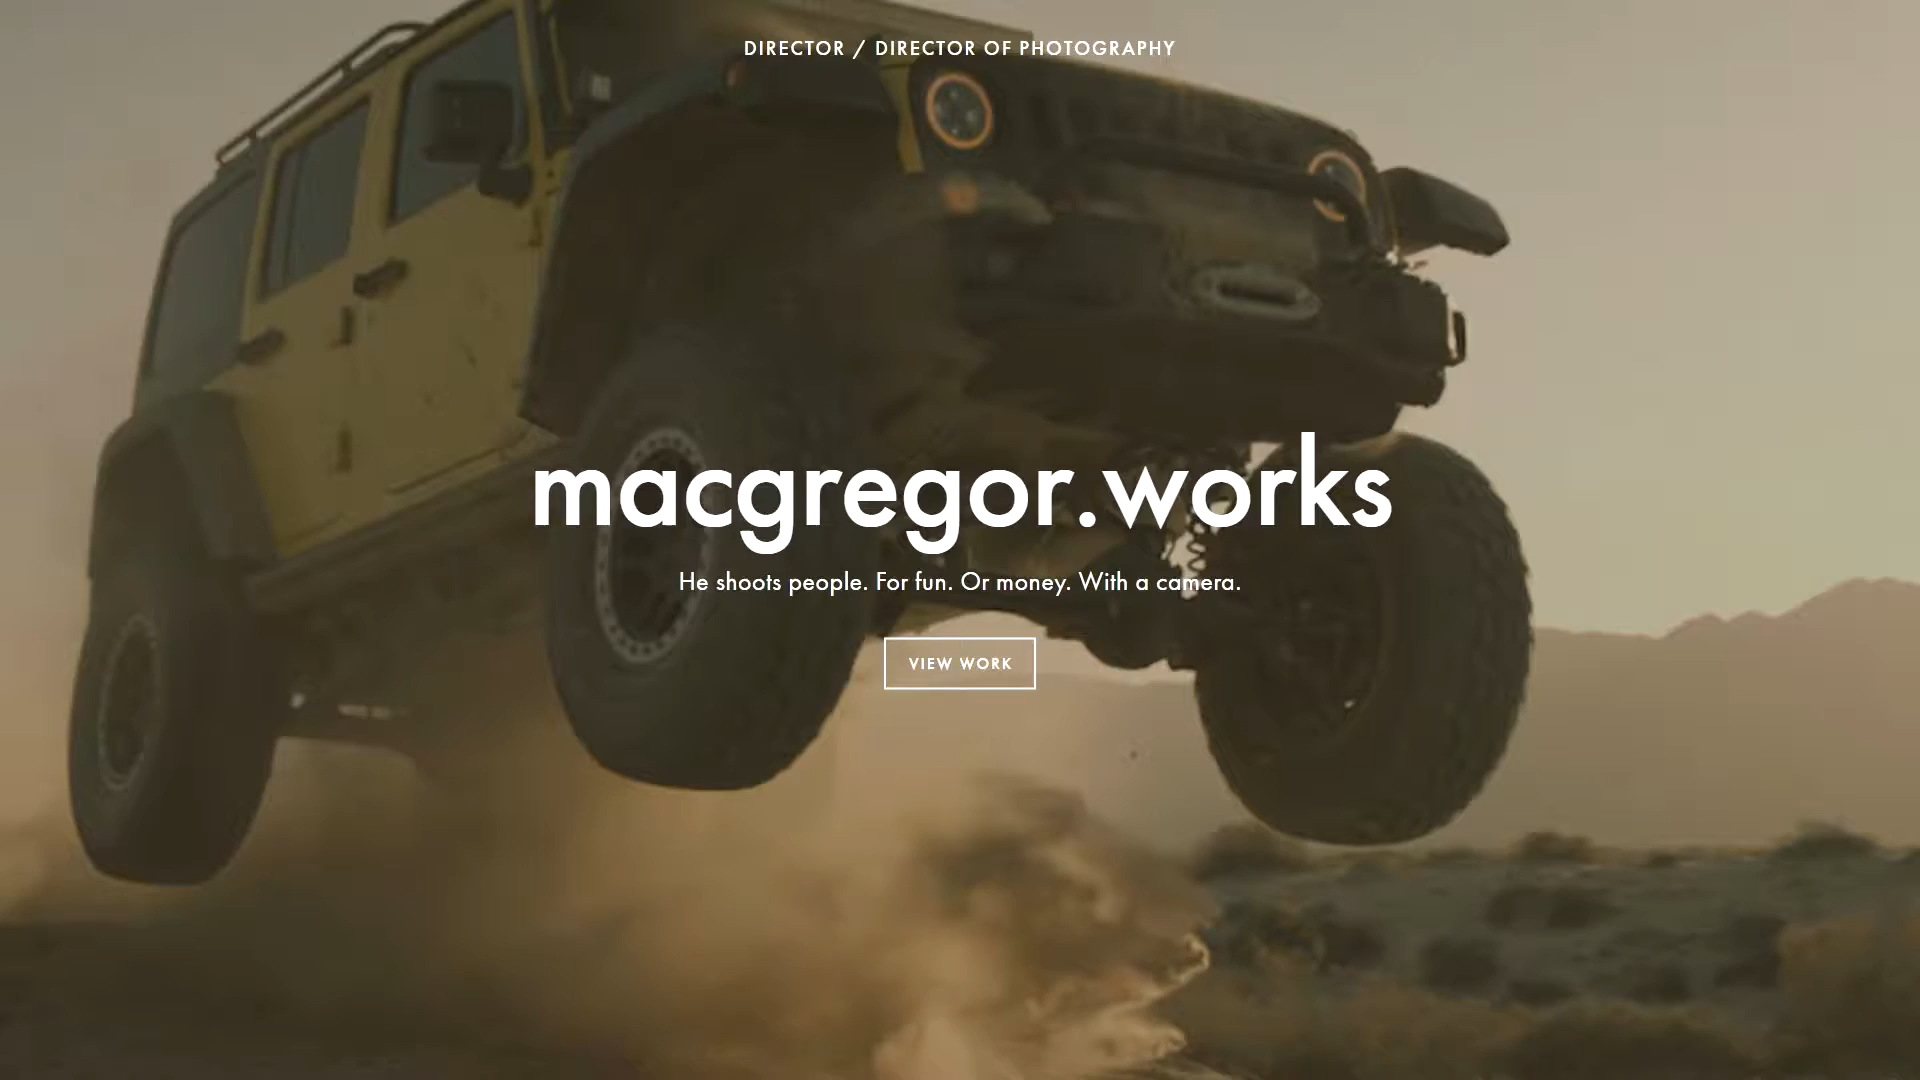 DIRECTOR / DIRECTOR OF PHOTOGRAPHY
macgregor.works
He shoots people. For fun. Or money. With a camera.
VIEW WORK